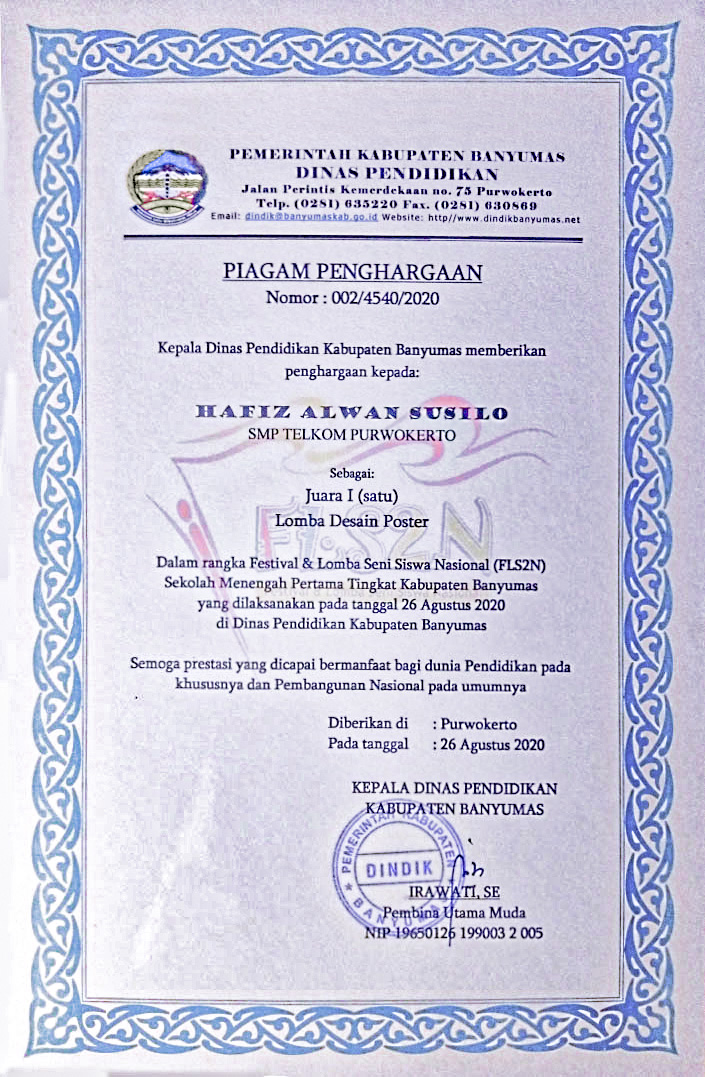 PEMERINTAH KABUPATEN BANYUMAS
DINAS PENDIDIKAN
Jalan Perintis Kemerdekaan no. 75 Purwokerto
Telp. (0281) 635220 Fax. (0281) 630869
Email: dindik@banyumaskab.go.id Website: http//www.dindikbanyumas.net
PIAGAM PENGHARGAAN
Nomor : 002/4540/2020
Kepala Dinas Pendidikan Kabupaten Banyumas memberikan
penghargaan kepada:
HAFIZ ALWAN SUSILO
SMP TELKOM PURWOKERTO
Sebagai:
Juara I (satu)
FLS2N
Lomba Desain Poster
Dalam rangka Festival & Lomba Seni Siswa Nasional (FLS2N)
Sekolah Menengah Pertama Tingkat Kabupaten Banyumas
Festival & Lomba Seni Siswa Nasional
yang dilaksanakan pada tanggal 26 Agustus 2020
di Dinas Pendidikan Kabupaten Banyumas
Semoga prestasi yang dicapai bermanfaat bagi dunia Pendidikan pada
khususnya dan Pembangunan Nasional pada umumnya
Diberikan di : Purwokerto
Pada tanggal : 26 Agustus 2020
KEPALA DINAS PENDIDIKAN
KABUPATEN BANYUMAS
PEMERINTAH KABUPATEN
DINDIK
BANYUMAS
IRAWATI, SE
Pembina Utama Muda
NIP 19650126 199003 2 005